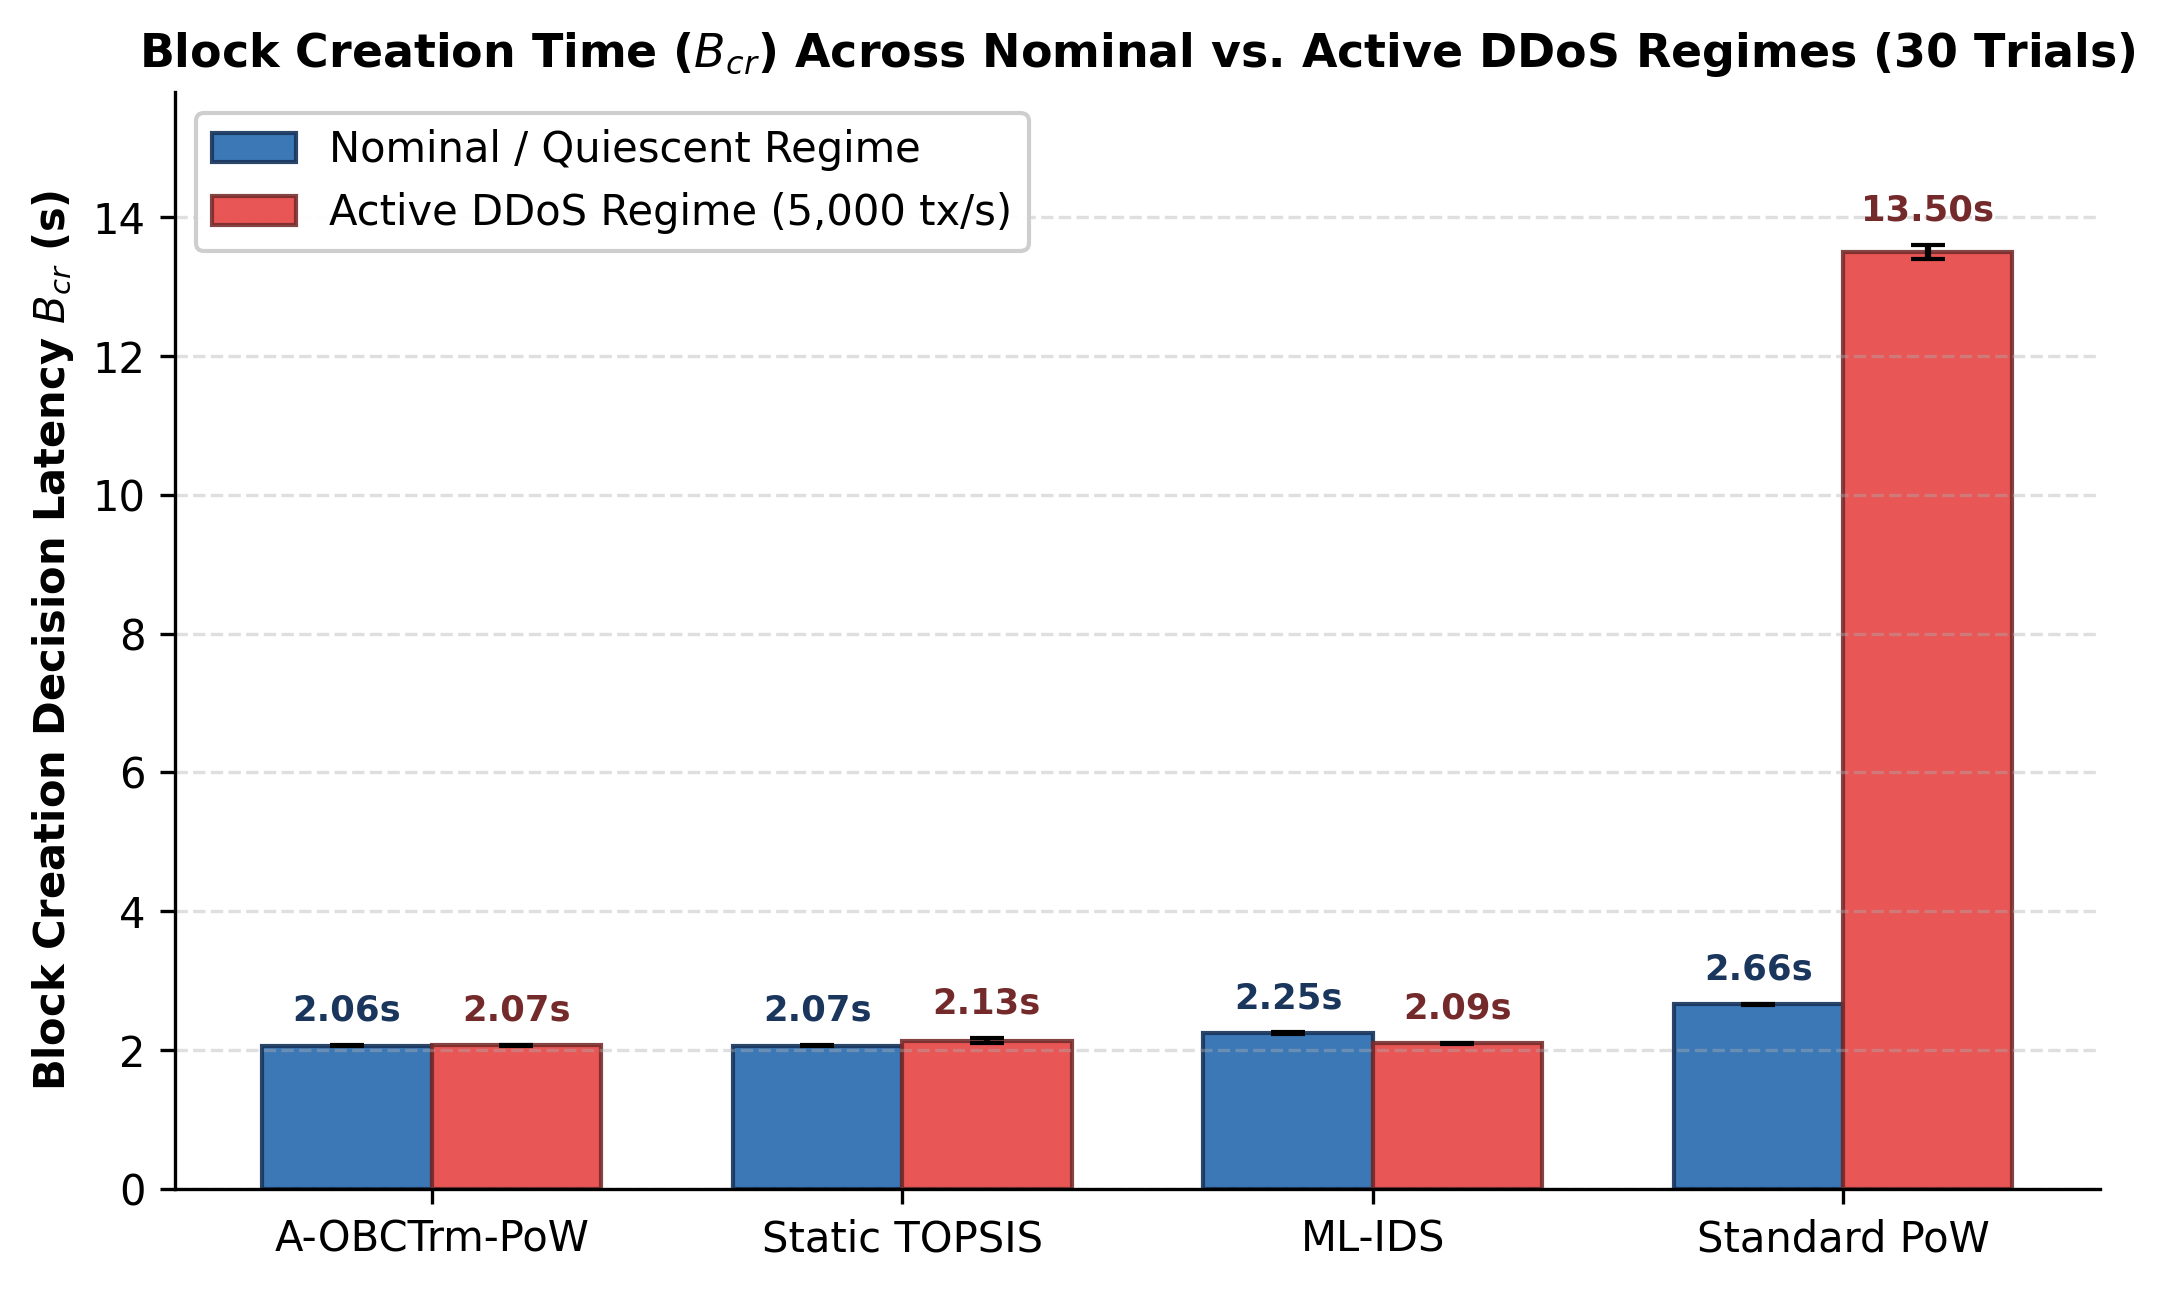 Block Creation Time (B_cr) Across Nominal vs. Active DDoS Regimes (30 Trials)
Nominal / Quiescent Regime
Active DDoS Regime (5,000 tx/s)
Block Creation Decision Latency B_cr (s)
14
12
10
8
6
4
2
0
2.06s
2.07s
2.07s
2.13s
2.25s
2.09s
2.66s
13.50s
A-OBCTrm-PoW
Static TOPSIS
ML-IDS
Standard PoW